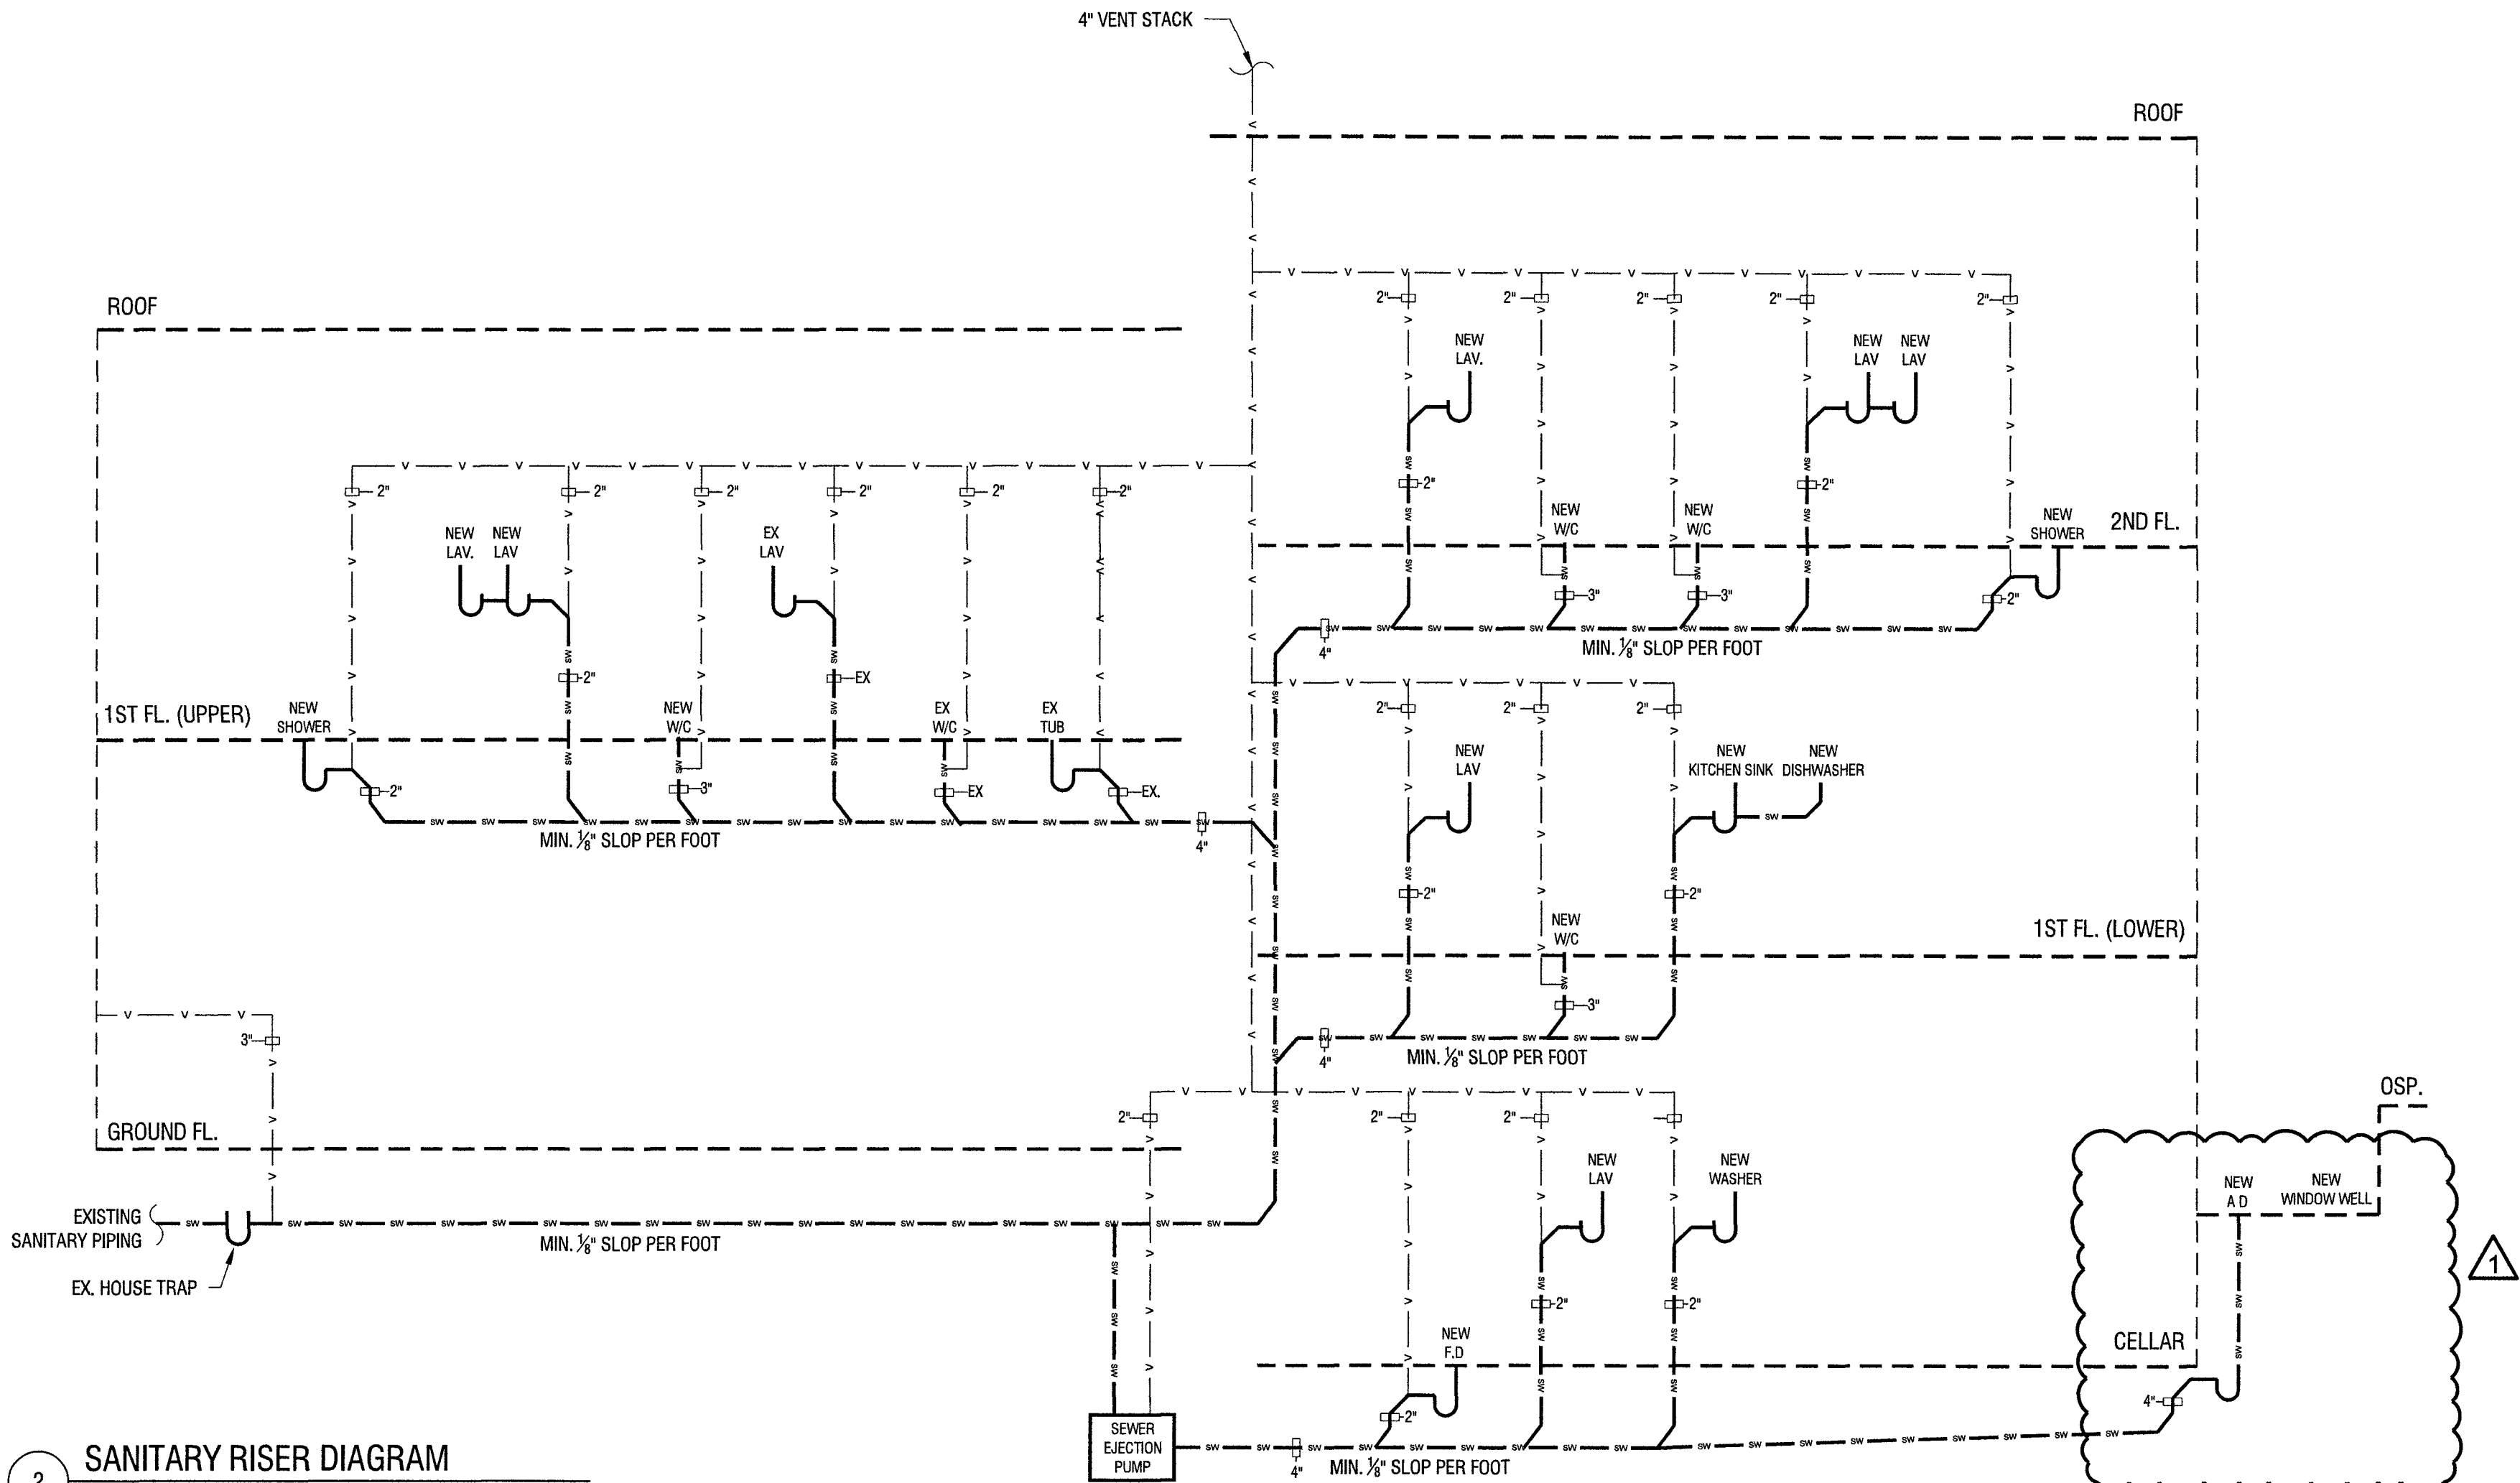 4" VENT STACK
ROOF
2" 2" 2" 2" 2"
ROOF
NEW LAV.
NEW LAV
NEW LAV
2" 2" 2" 2" 2" 2"
2" 2"
NEW W/C
NEW W/C
NEW SHOWER
2ND FL.
NEW LAV.
NEW LAV
EX LAV
3" 3" 2"
4"
MIN. ⅛" SLOP PER FOOT
2" EX
1ST FL. (UPPER)
NEW SHOWER
NEW W/C
EX W/C
EX TUB
2" 2" 2"
NEW LAV
NEW KITCHEN SINK
NEW DISHWASHER
SW
2" 3" EX EX.
MIN. ⅛" SLOP PER FOOT
4"
2" 2"
NEW W/C
1ST FL. (LOWER)
3"
3"
4"
MIN. ⅛" SLOP PER FOOT
OSP.
GROUND FL.
2" 2" 2"
NEW LAV
NEW WASHER
NEW A D
NEW WINDOW WELL
EXISTING
SANITARY PIPING
MIN. ⅛" SLOP PER FOOT
EX. HOUSE TRAP
1
2" 2"
NEW F.D
CELLAR
2" 4"
SEWER
EJECTION
PUMP
4"
MIN. ⅛" SLOP PER FOOT
SANITARY RISER DIAGRAM